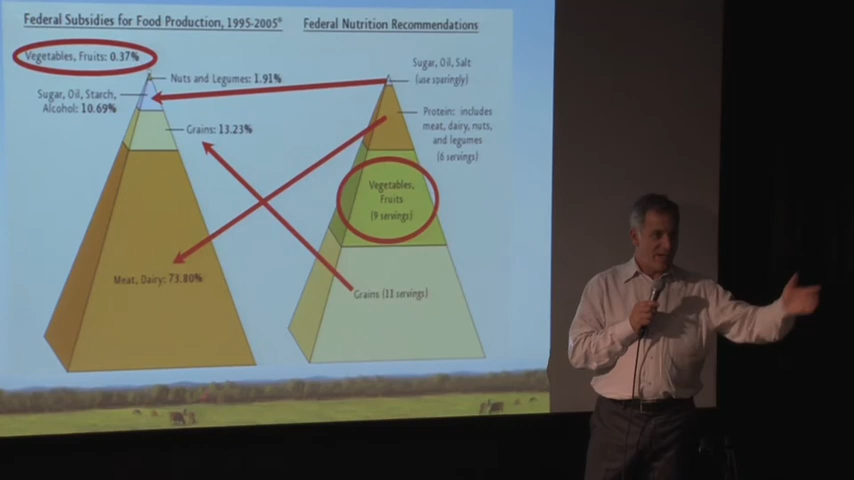 Federal Subsidies for Food Production, 1995-2005*
Vegetables, Fruits: 0.37%
Nuts and Legumes: 1.91%
Sugar, Oil, Starch,
Alcohol: 10.69%
Grains: 13.23%
Meat, Dairy: 73.80%
Federal Nutrition Recommendations
Sugar, Oil, Salt
(use sparingly)
Protein: includes
meat, dairy, nuts,
and legumes
(6 servings)
Vegetables,
Fruits
(9 servings)
Grains (11 servings)